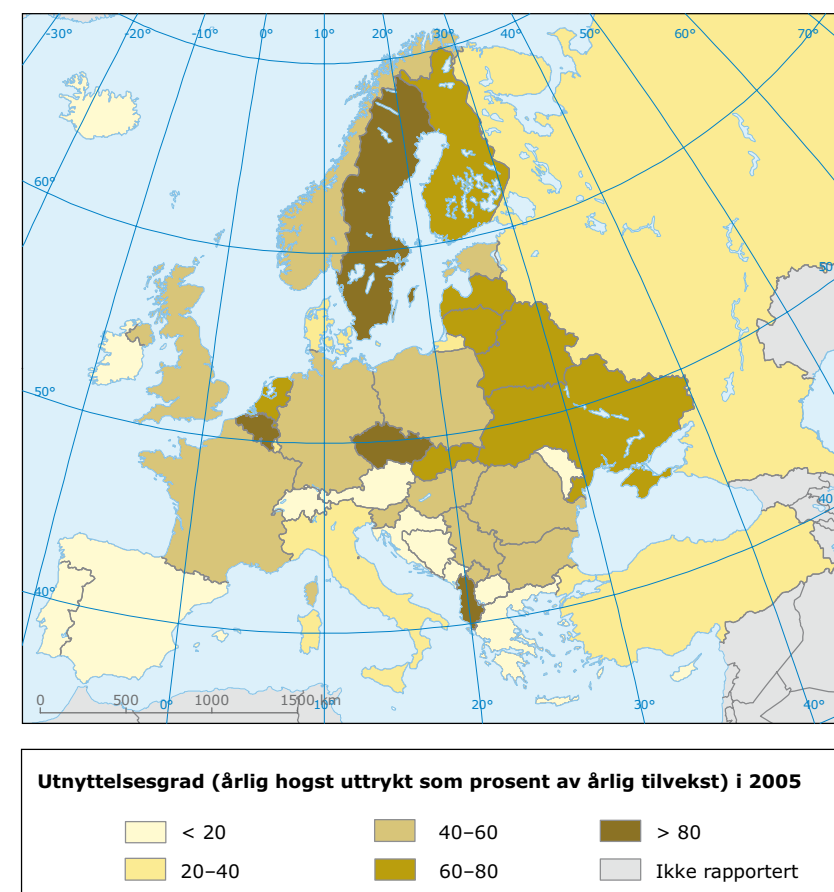 -30° -20° -10° 0° 10° 20° 30° 40° 50° 60° 70°
60°
50°
50°
40°
40°
0 500 1000 1500 km
0° 10° 20° 30° 40°
Utnyttelsesgrad (årlig hogst uttrykt som prosent av årlig tilvekst) i 2005
< 20 40–60 > 80
20–40 60–80 Ikke rapportert